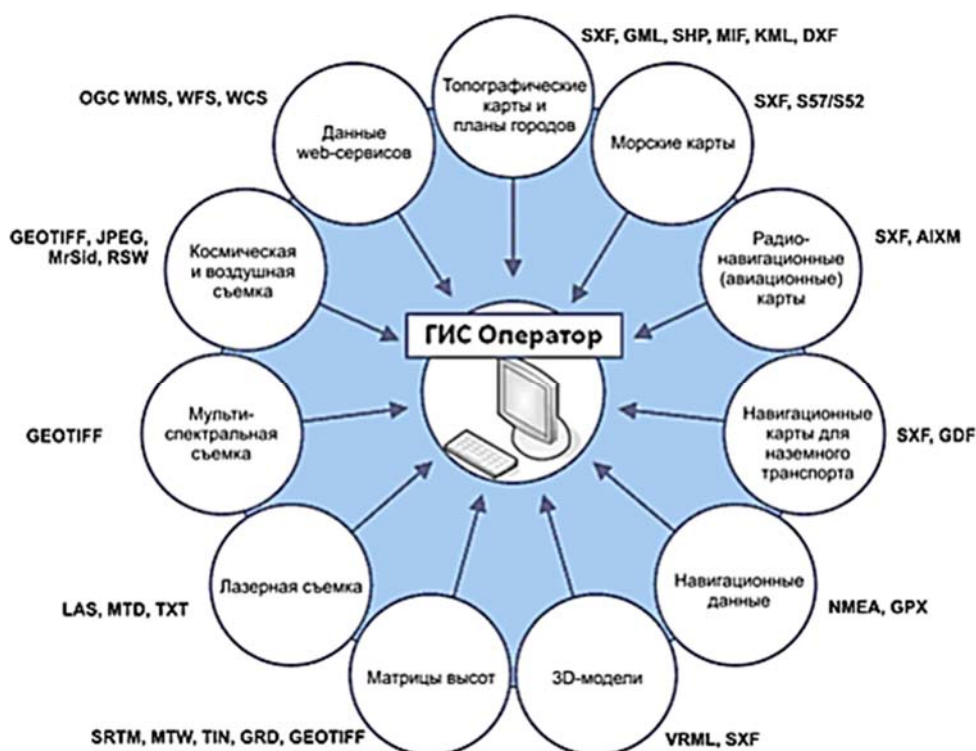 SXF, GML, SHP, MIF, KML, DXF
Топографические
карты и
планы городов
SXF, S57/S52
Морские карты
SXF, AIXM
Радио-
навигационные
(авиационные)
карты
Навигационные
карты для
наземного
транспорта
SXF, GDF
Навигационные
данные
NMEA, GPX
3D-модели
VRML, SXF
Матрицы высот
SRTM, MTW, TIN, GRD, GEOTIFF
Лазерная съемка
LAS, MTD, TXT
Мульти-
спектральная
съемка
GEOTIFF
Космическая
и воздушная
съемка
GEOTIFF, JPEG,
MrSid, RSW
Данные
web-сервисов
OGC WMS, WFS, WCS
ГИС Оператор